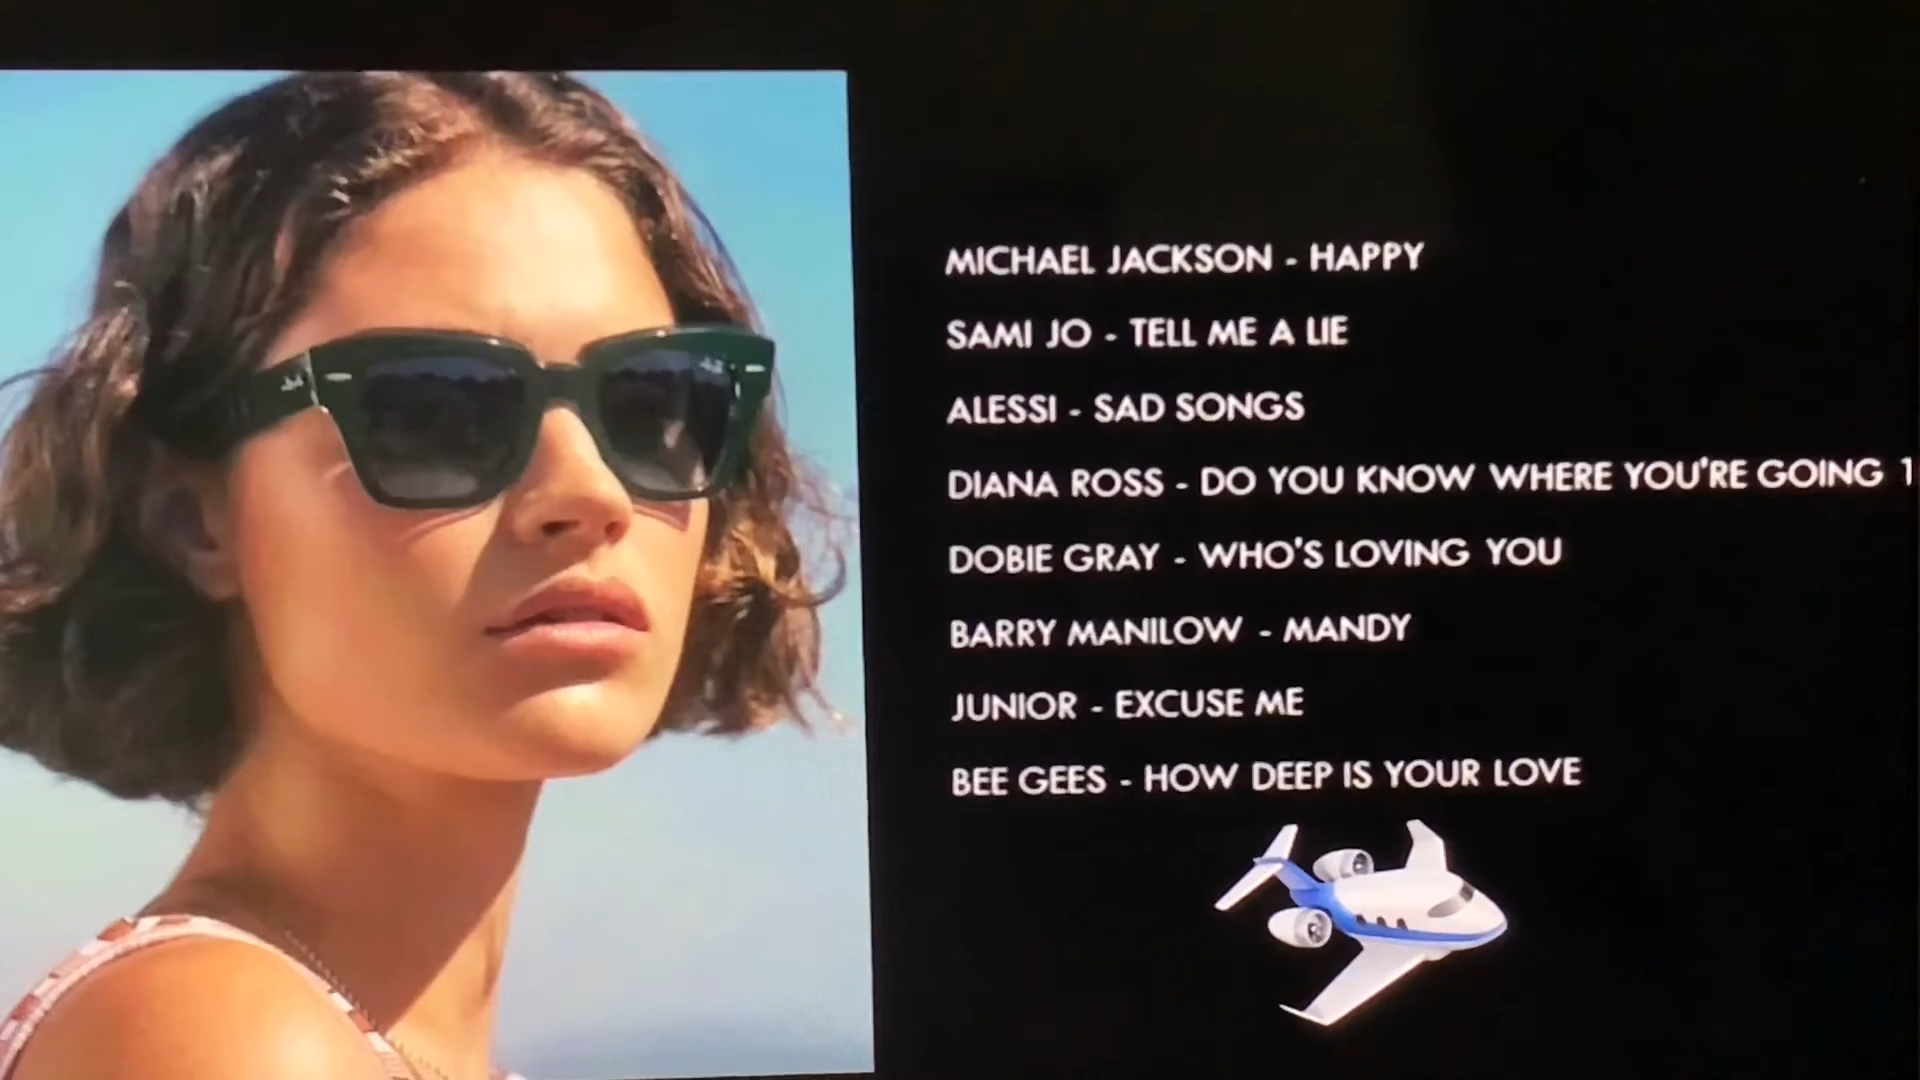 MICHAEL JACKSON - HAPPY
SAMI JO - TELL ME A LIE
ALESSI - SAD SONGS
DIANA ROSS - DO YOU KNOW WHERE YOU'RE GOING
DOBIE GRAY - WHO'S LOVING YOU
BARRY MANILOW - MANDY
JUNIOR - EXCUSE ME
BEE GEES - HOW DEEP IS YOUR LOVE